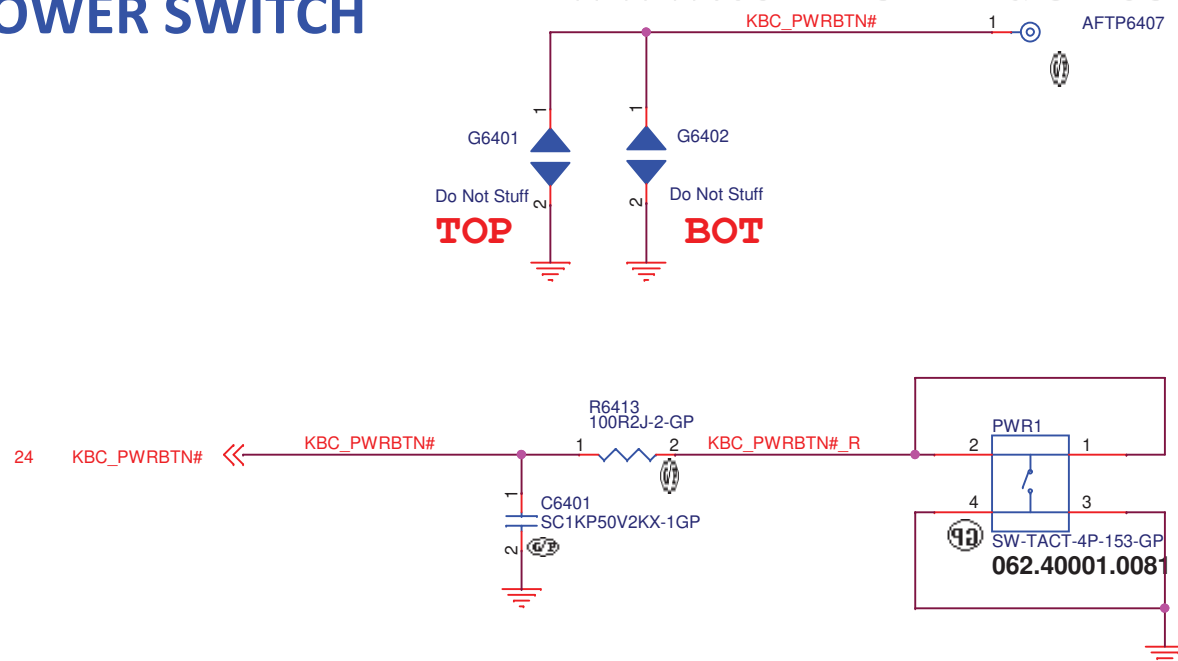 OWER SWITCH
KBC_PWRBTN#
1
AFTP6407
1
1
G6401
G6402
Do Not Stuff
Do Not Stuff
2
2
TOP
BOT
R6413
100R2J-2-GP
24
KBC_PWRBTN#
KBC_PWRBTN#
1
2
KBC_PWRBTN#_R
PWR1
2
1
1
C6401
SC1KP50V2KX-1GP
2
4
3
GP
SW-TACT-4P-153-GP
062.40001.0081